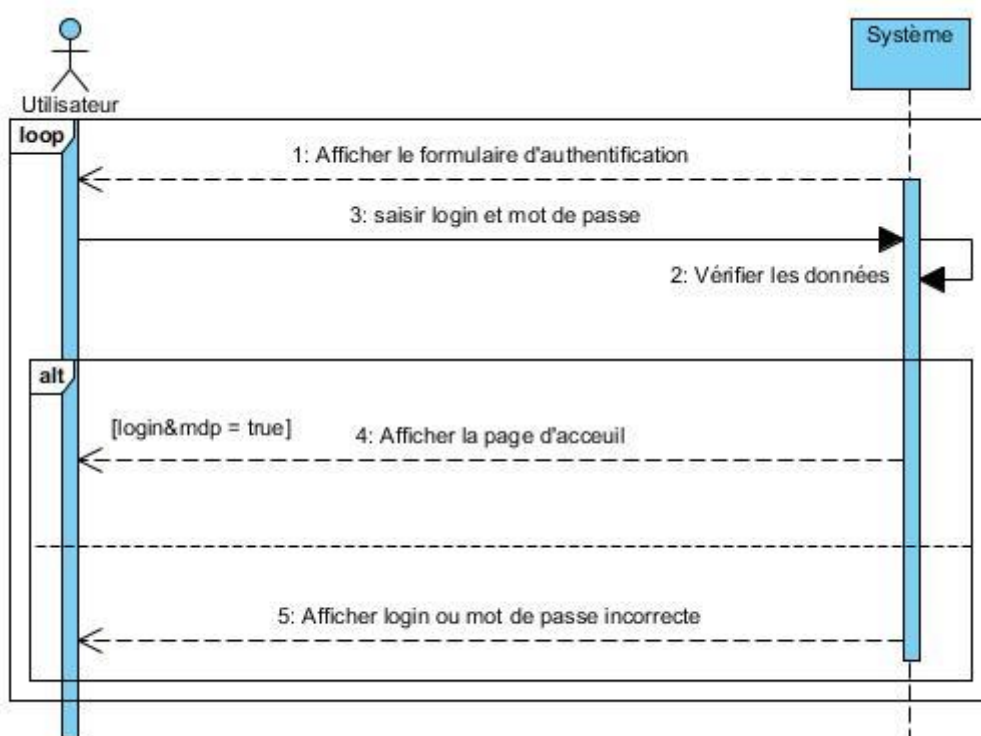 Système
Utilisateur
loop
1: Afficher le formulaire d'authentification
3: saisir login et mot de passe
2: Vérifier les données
alt
[login&mdp = true]
4: Afficher la page d'acceuil
5: Afficher login ou mot de passe incorrecte